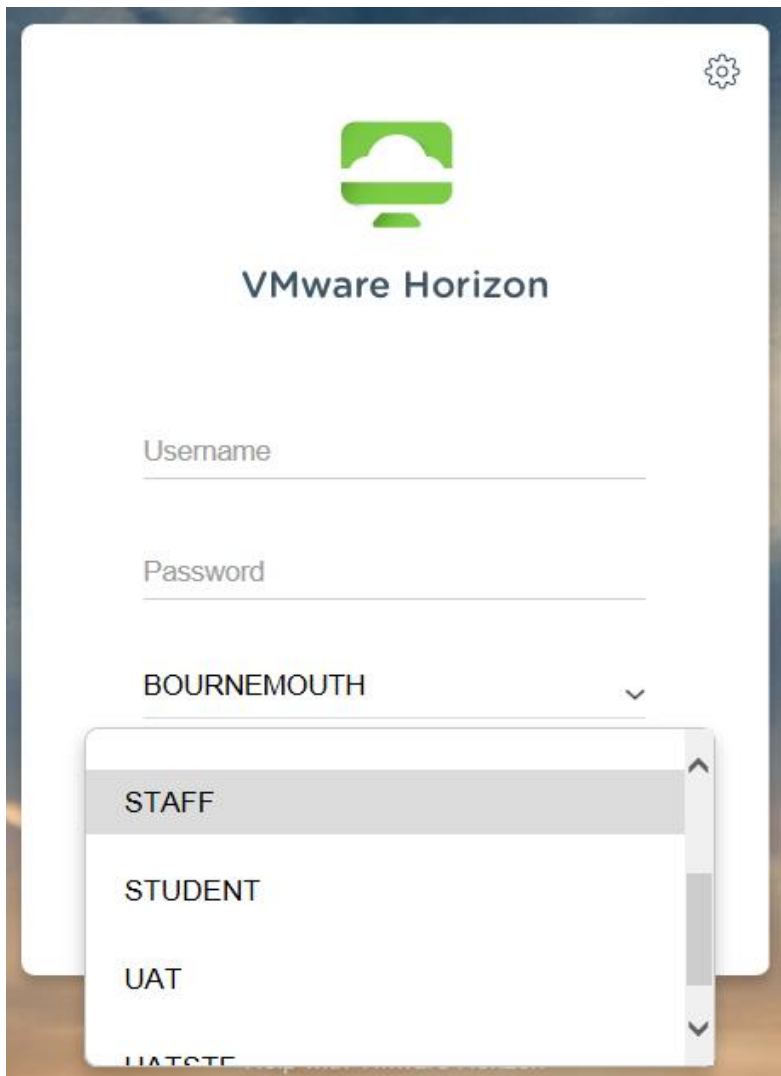 VMware Horizon
Username
Password
BOURNEMOUTH
STAFF
STUDENT
UAT